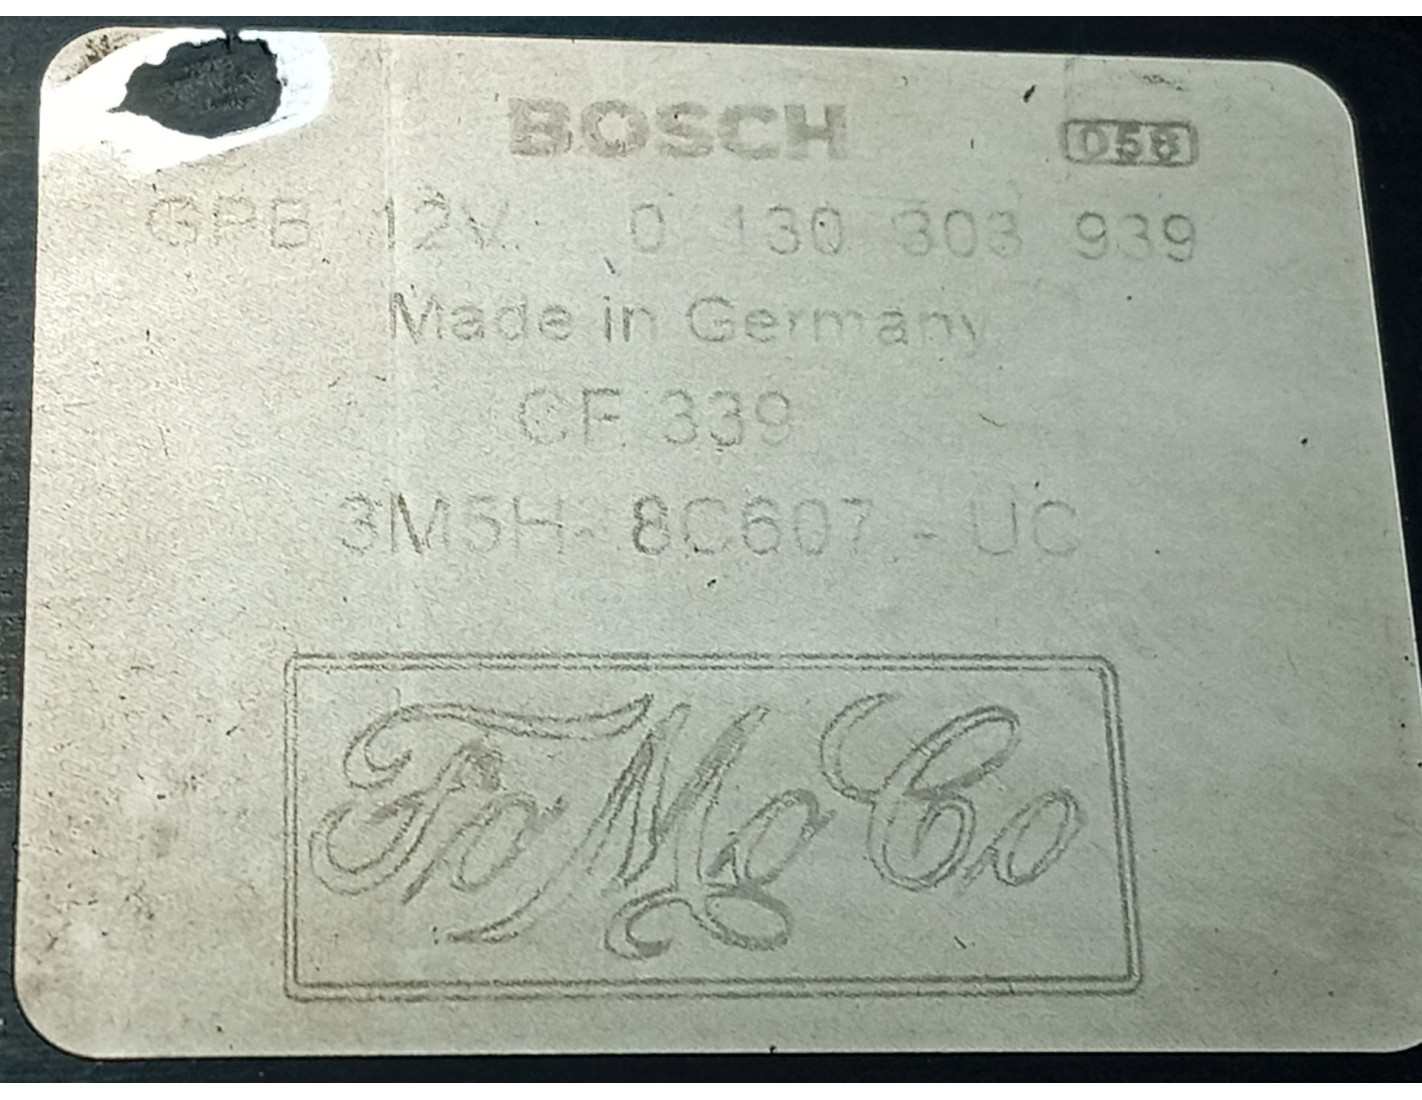 BOSCH 058
GPB 12V 0 130 303 939
Made in Germany
CF 339
3M5H-8C607-UC
FoMoCo